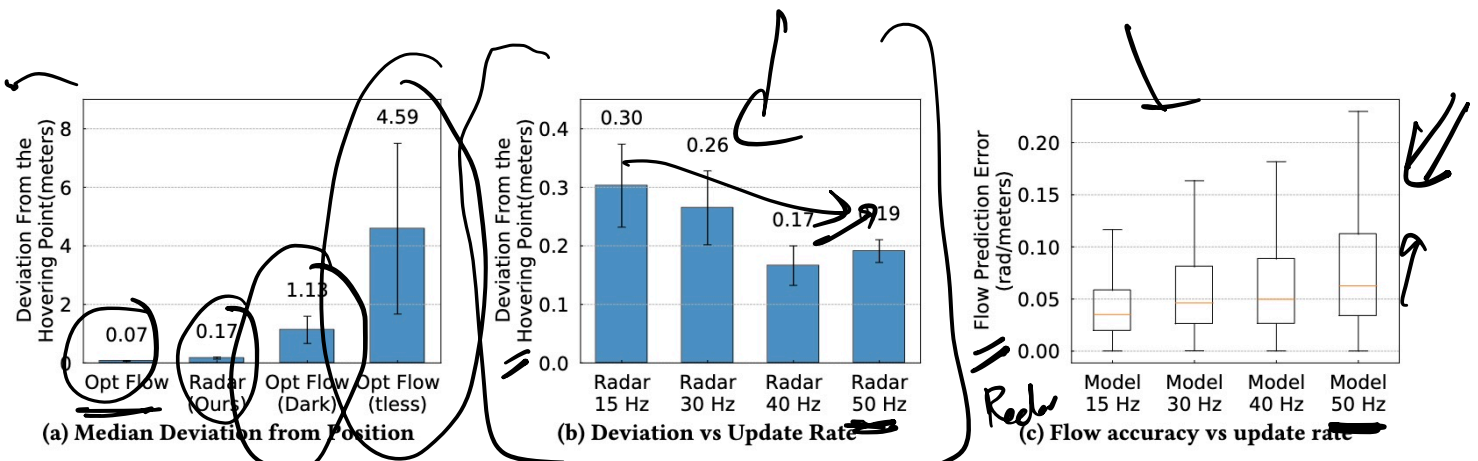 Deviation From the
Hovering Point(meters)
8
6
4
2
0
0.07
0.17
1.13
4.59
Opt Flow
Radar
(Ours)
Opt Flow
(Dark)
Opt Flow
(tless)
(a) Median Deviation from Position
Deviation From the
Hovering Point(meters)
0.4
0.3
0.2
0.1
0.0
0.30
0.26
0.17
0.19
Radar
15 Hz
Radar
30 Hz
Radar
40 Hz
Radar
50 Hz
(b) Deviation vs Update Rate
Flow Prediction Error
(rad/meters)
0.20
0.15
0.10
0.05
0.00
Model
15 Hz
Model
30 Hz
Model
40 Hz
Model
50 Hz
(c) Flow accuracy vs update rate